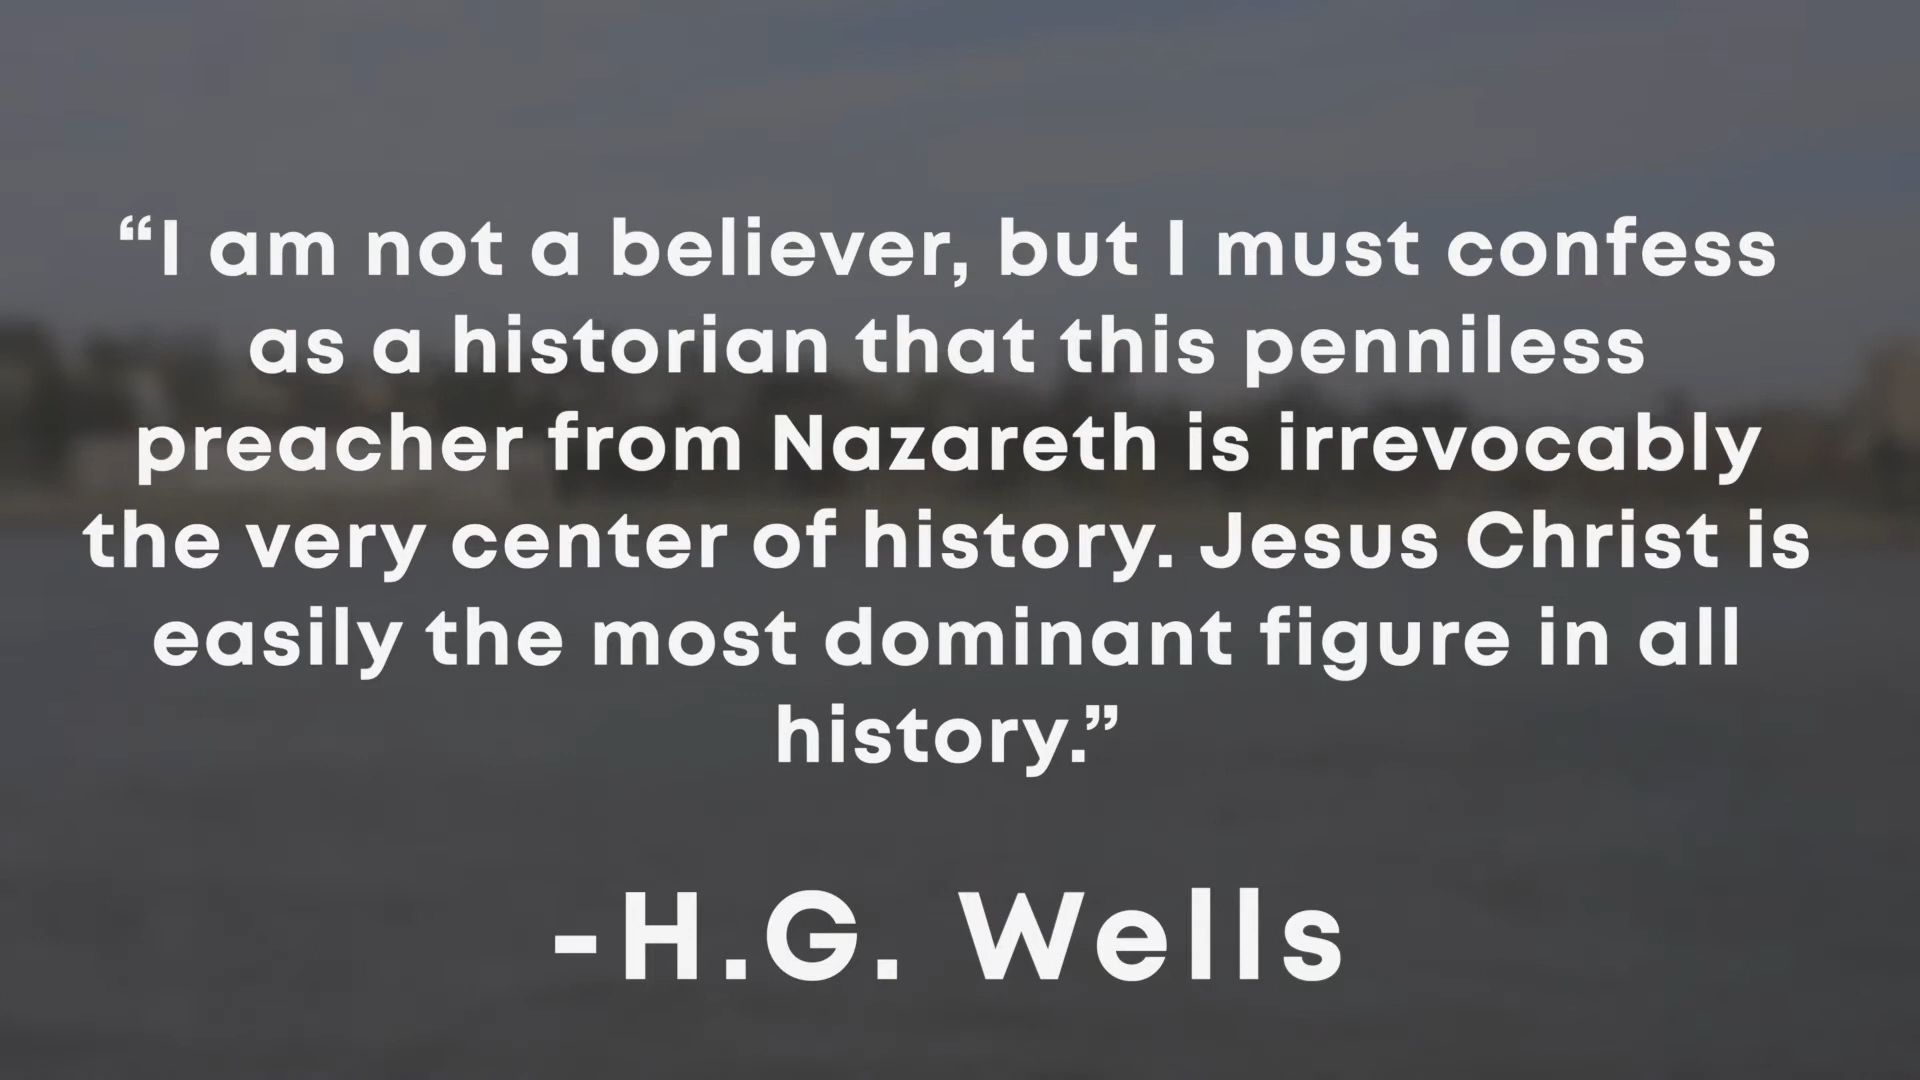 “I am not a believer, but I must confess
as a historian that this penniless
preacher from Nazareth is irrevocably
the very center of history. Jesus Christ is
easily the most dominant figure in all
history.”
-H.G. Wells